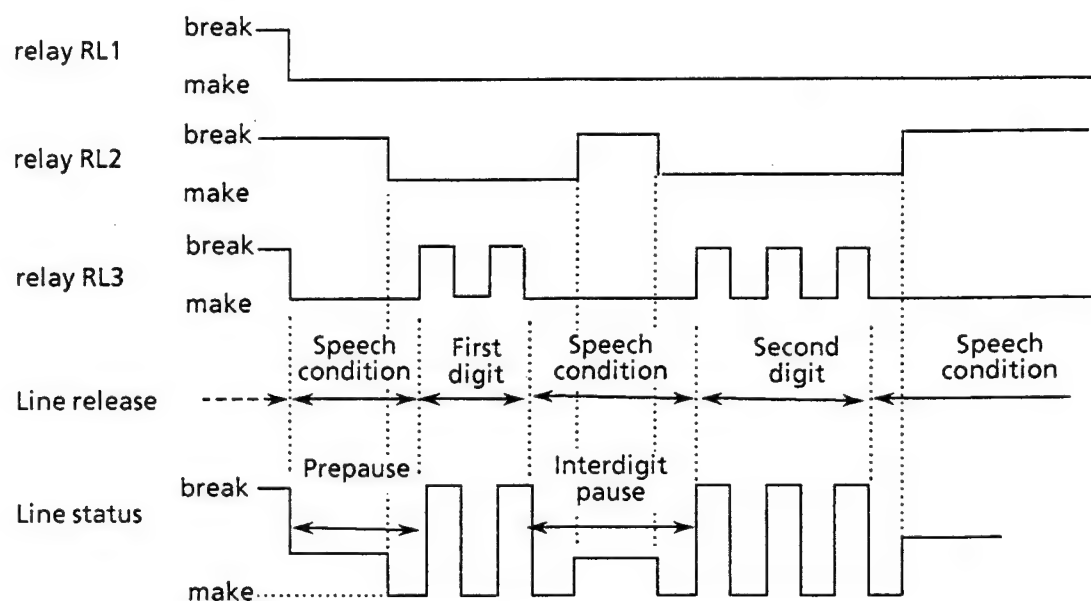 break
relay RL1
make
break
relay RL2
make
break
relay RL3
make
Speech
condition
First
digit
Speech
condition
Second
digit
Speech
condition
Line release
Prepause
Interdigit
pause
break
Line status
make